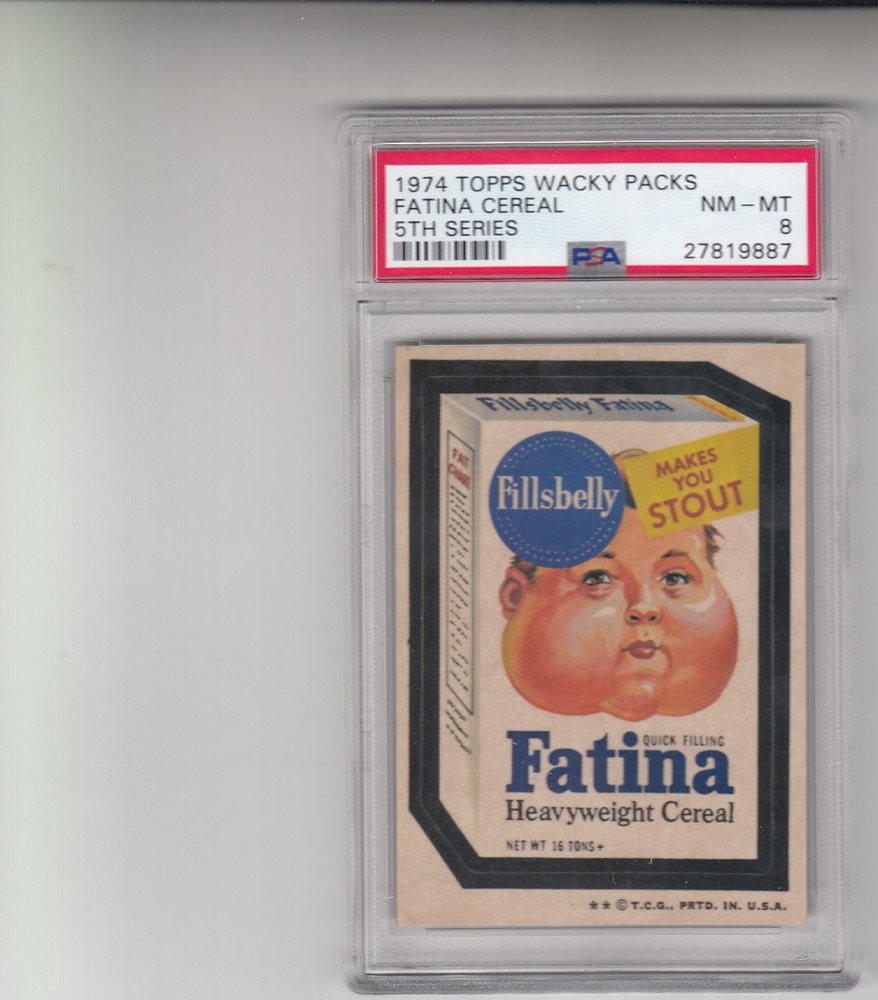 1974 TOPPS WACKY PACKS
FATINA CEREAL NM - MT
5TH SERIES 8
PSA 27819887
Fillsbelly Fatina
MAKES
YOU
STOUT
Fillsbelly
FAT
CHART
QUICK FILLING
Fatina
Heavyweight Cereal
NET WT 16 TONS+
** © T.C.G., PRTD. IN. U.S.A.